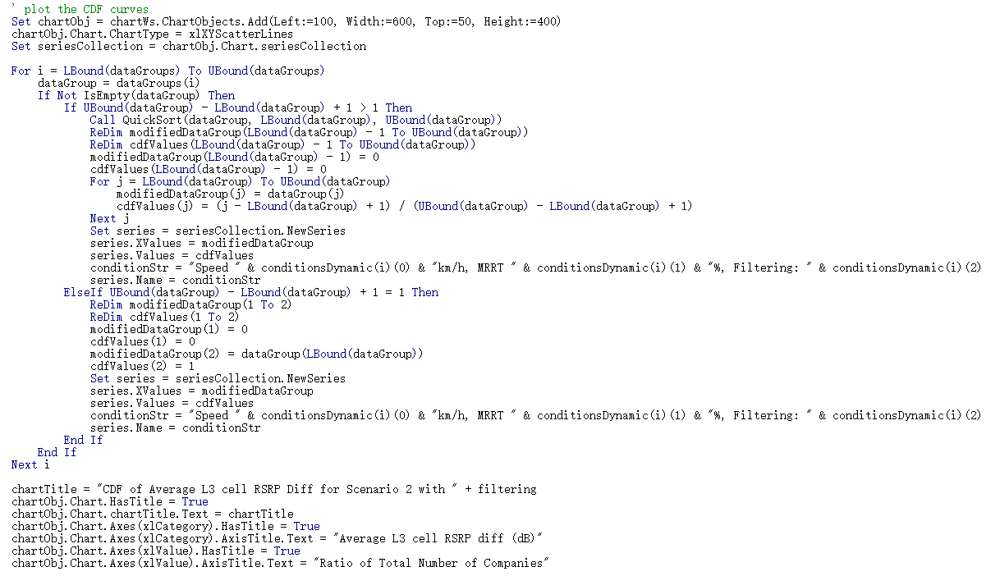 ' plot the CDF curves
Set chartObj = chartWs.ChartObjects.Add(Left:=100, Width:=600, Top:=50, Height:=400)
chartObj.Chart.ChartType = xlXYScatterLines
Set seriesCollection = chartObj.Chart.seriesCollection

For i = LBound(dataGroups) To UBound(dataGroups)
    dataGroup = dataGroups(i)
    If Not IsEmpty(dataGroup) Then
        If UBound(dataGroup) - LBound(dataGroup) + 1 > 1 Then
            Call QuickSort(dataGroup, LBound(dataGroup), UBound(dataGroup))
            ReDim modifiedDataGroup(LBound(dataGroup) - 1 To UBound(dataGroup))
            ReDim cdfValues(LBound(dataGroup) - 1 To UBound(dataGroup))
            modifiedDataGroup(LBound(dataGroup) - 1) = 0
            cdfValues(LBound(dataGroup) - 1) = 0
            For j = LBound(dataGroup) To UBound(dataGroup)
                modifiedDataGroup(j) = dataGroup(j)
                cdfValues(j) = (j - LBound(dataGroup) + 1) / (UBound(dataGroup) - LBound(dataGroup) + 1)
            Next j
            Set series = seriesCollection.NewSeries
            series.XValues = modifiedDataGroup
            series.Values = cdfValues
            conditionStr = "Speed " & conditionsDynamic(i)(0) & "km/h, MRRT " & conditionsDynamic(i)(1) & "%, Filtering: " & conditionsDynamic(i)(2)
            series.Name = conditionStr
        ElseIf UBound(dataGroup) - LBound(dataGroup) + 1 = 1 Then
            ReDim modifiedDataGroup(1 To 2)
            ReDim cdfValues(1 To 2)
            modifiedDataGroup(1) = 0
            cdfValues(1) = 0
            modifiedDataGroup(2) = dataGroup(LBound(dataGroup))
            cdfValues(2) = 1
            Set series = seriesCollection.NewSeries
            series.XValues = modifiedDataGroup
            series.Values = cdfValues
            conditionStr = "Speed " & conditionsDynamic(i)(0) & "km/h, MRRT " & conditionsDynamic(i)(1) & "%, Filtering: " & conditionsDynamic(i)(2)
            series.Name = conditionStr
        End If
    End If
Next i

chartTitle = "CDF of Average L3 cell RSRP Diff for Scenario 2 with " + filtering
chartObj.Chart.HasTitle = True
chartObj.Chart.chartTitle.Text = chartTitle
chartObj.Chart.Axes(xlCategory).HasTitle = True
chartObj.Chart.Axes(xlCategory).AxisTitle.Text = "Average L3 cell RSRP diff (dB)"
chartObj.Chart.Axes(xlValue).HasTitle = True
chartObj.Chart.Axes(xlValue).AxisTitle.Text = "Ratio of Total Number of Companies"